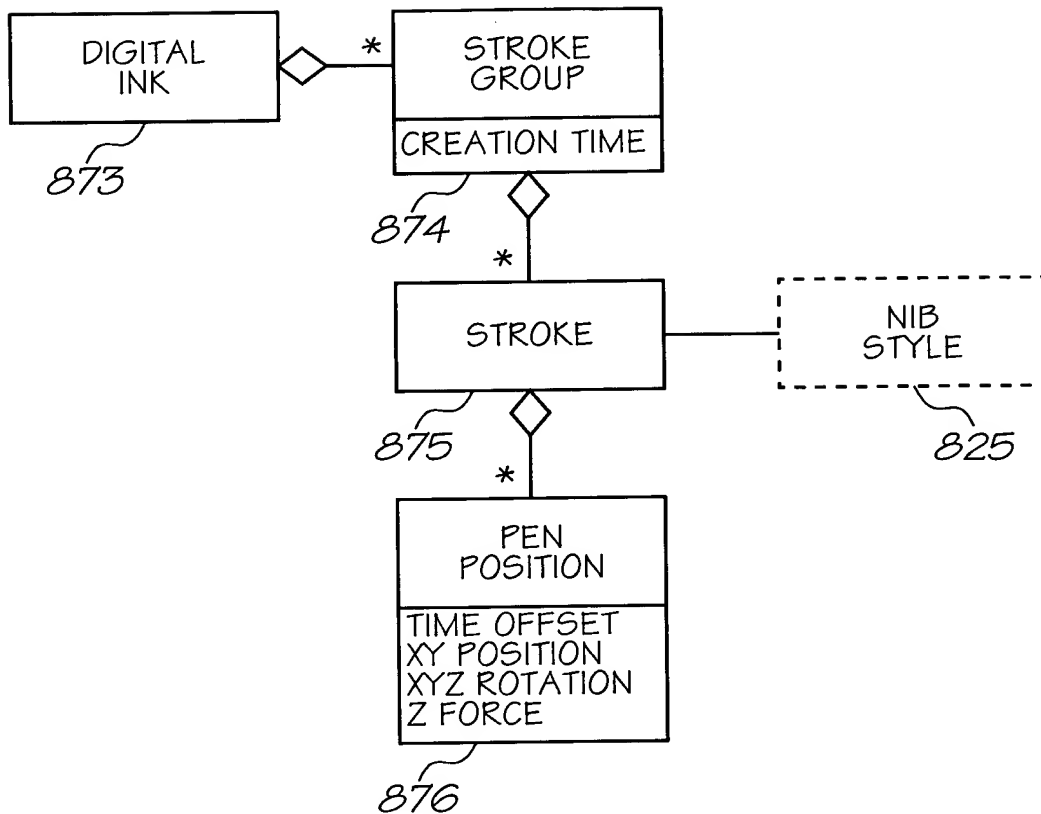 DIGITAL
INK
*
STROKE
GROUP
CREATION TIME
873
874
*
STROKE
NIB
STYLE
875
825
*
PEN
POSITION
TIME OFFSET
XY POSITION
XYZ ROTATION
Z FORCE
876